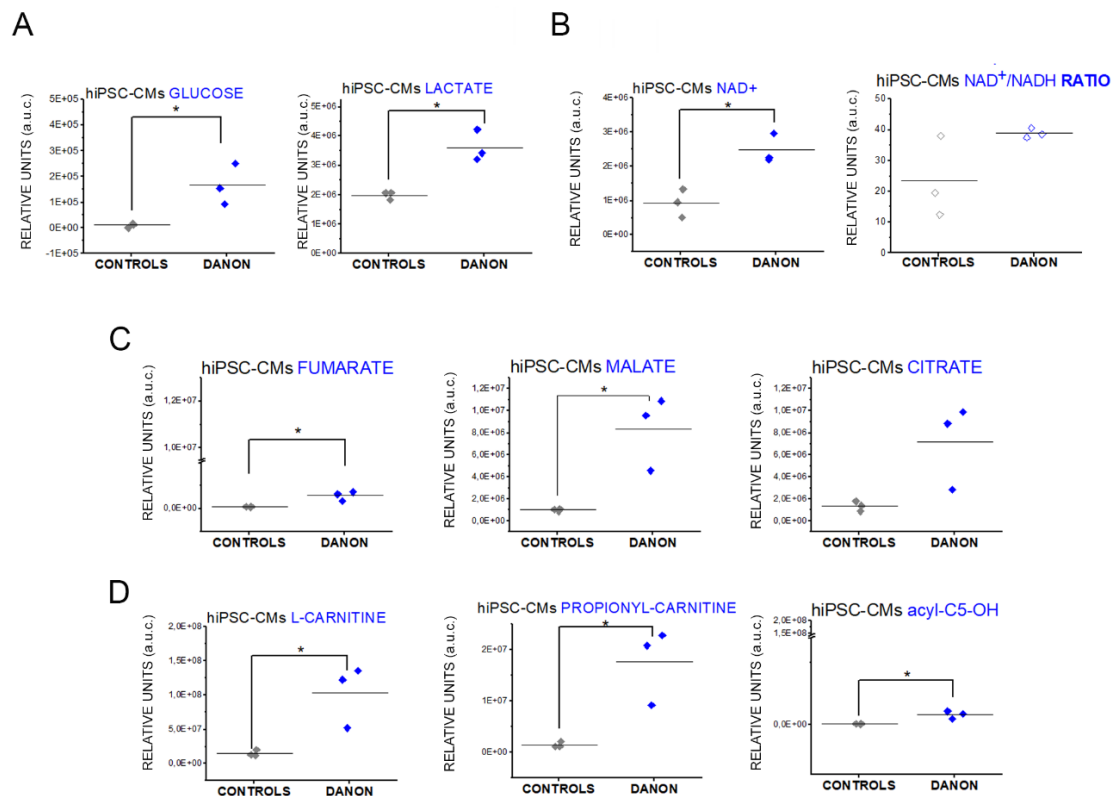 A
B
hiPSC-CMs GLUCOSE
hiPSC-CMs LACTATE
hiPSC-CMs NAD+
hiPSC-CMs NAD+/NADH RATIO
RELATIVE UNITS (a.u.c.)
5E+05
4E+05
3E+05
2E+05
1E+05
0E+00
-1E+05
*
CONTROLS
DANON
RELATIVE UNITS (a.u.c.)
5E+06
4E+06
3E+06
2E+06
1E+06
0E+00
*
CONTROLS
DANON
RELATIVE UNITS (a.u.c.)
4E+06
3E+06
2E+06
1E+06
0E+00
*
CONTROLS
DANON
RELATIVE UNITS (a.u.c.)
50
40
30
20
10
0
CONTROLS
DANON
C
hiPSC-CMs FUMARATE
hiPSC-CMs MALATE
hiPSC-CMs CITRATE
RELATIVE UNITS (a.u.c.)
1,2E+07
1,0E+07
0,0E+00
*
CONTROLS
DANON
RELATIVE UNITS (a.u.c.)
1,2E+07
1,0E+07
8,0E+06
6,0E+06
4,0E+06
2,0E+06
0,0E+00
*
CONTROLS
DANON
RELATIVE UNITS (a.u.c.)
1,2E+07
1,0E+07
8,0E+06
6,0E+06
4,0E+06
2,0E+06
0,0E+00
CONTROLS
DANON
D
hiPSC-CMs L-CARNITINE
hiPSC-CMs PROPIONYL-CARNITINE
hiPSC-CMs acyl-C5-OH
RELATIVE UNITS (a.u.c.)
2,0E+08
1,5E+08
1,0E+08
5,0E+07
0,0E+00
*
CONTROLS
DANON
RELATIVE UNITS (a.u.c.)
2E+07
1E+07
0E+00
*
CONTROLS
DANON
RELATIVE UNITS (a.u.c.)
2,0E+08
1,5E+08
0,0E+00
*
CONTROLS
DANON